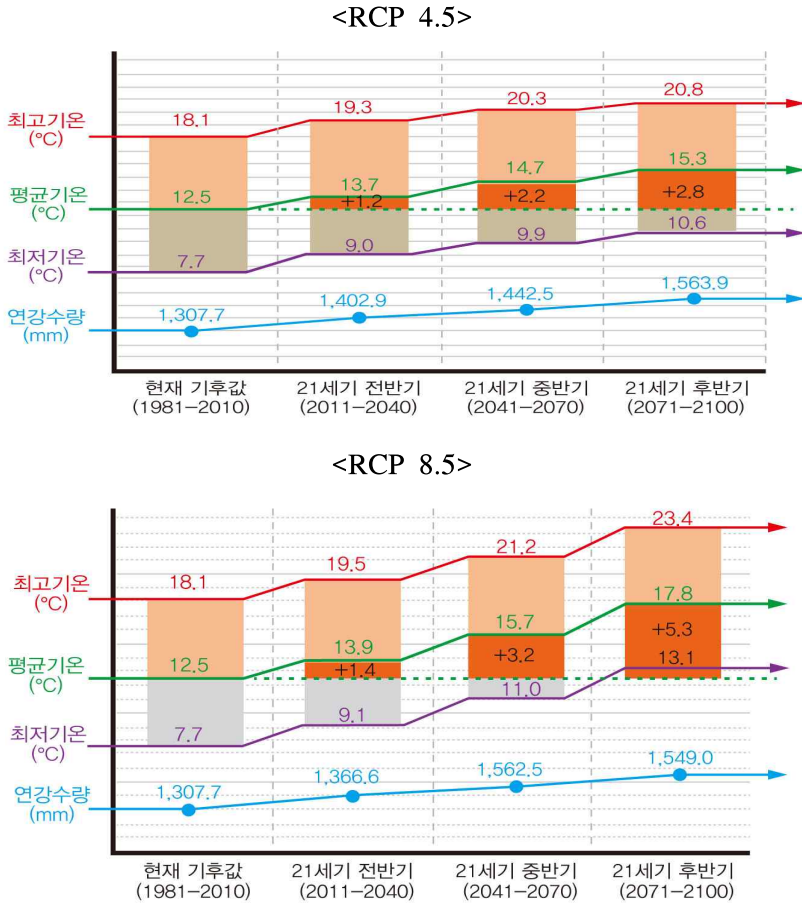 <RCP 4.5>
최고기온
(°C)
18.1
19.3
20.3
20.8
평균기온
(°C)
12.5
13.7
14.7
15.3
+1.2
+2.2
+2.8
최저기온
(°C)
7.7
9.0
9.9
10.6
연강수량
(mm)
1,307.7
1,402.9
1,442.5
1,563.9
현재 기후값
(1981–2010)
21세기 전반기
(2011–2040)
21세기 중반기
(2041–2070)
21세기 후반기
(2071–2100)
<RCP 8.5>
최고기온
(°C)
18.1
19.5
21.2
23.4
평균기온
(°C)
12.5
13.9
15.7
17.8
+1.4
+3.2
+5.3
최저기온
(°C)
7.7
9.1
11.0
13.1
연강수량
(mm)
1,307.7
1,366.6
1,562.5
1,549.0
현재 기후값
(1981–2010)
21세기 전반기
(2011–2040)
21세기 중반기
(2041–2070)
21세기 후반기
(2071–2100)